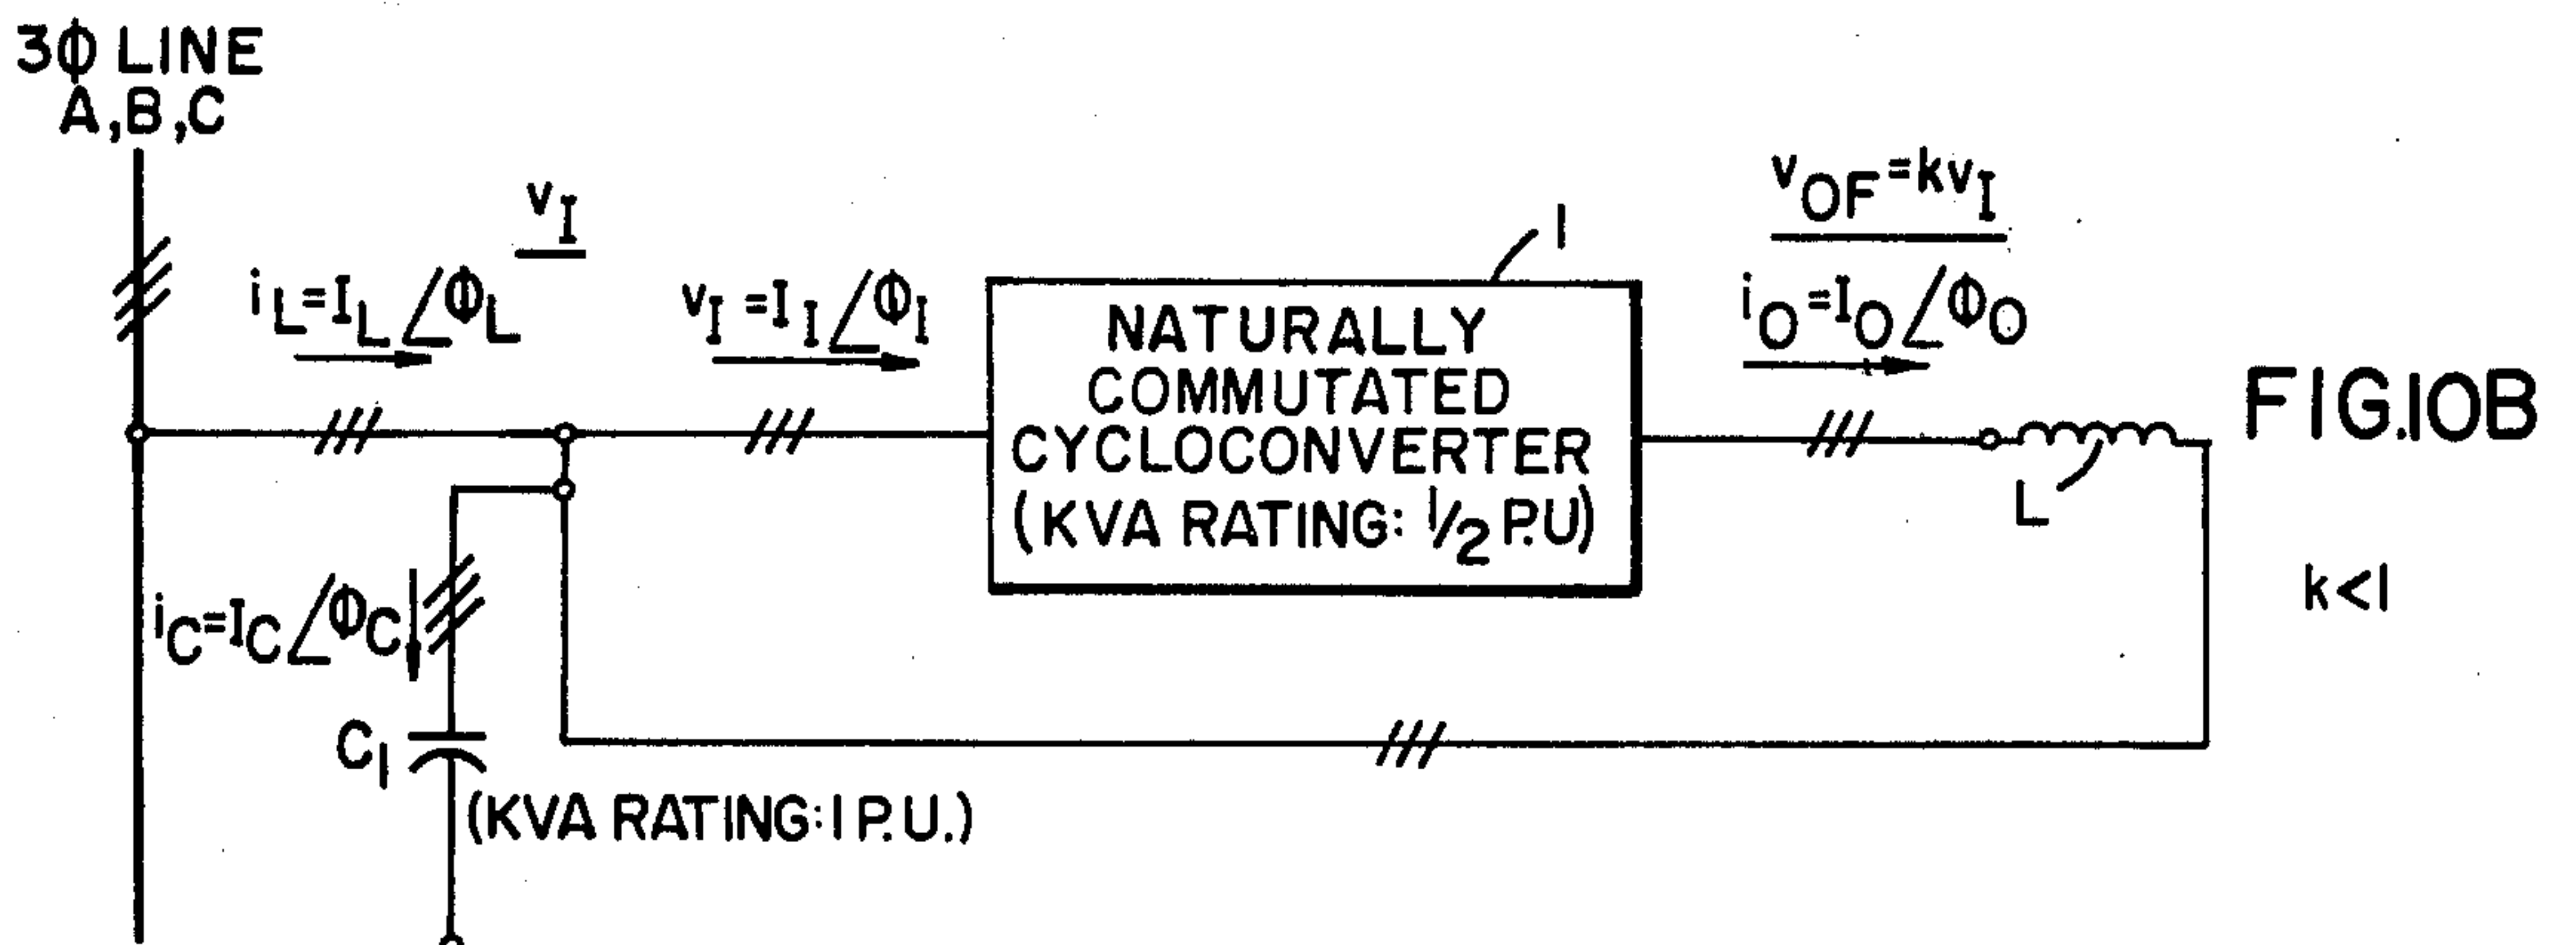 3Φ LINE
A,B,C
v_I
i_L=I_L∠Φ_L
v_I=I_I∠Φ_I
1
v_OF=kv_I
i_O=I_O∠Φ_O
NATURALLY
COMMUTATED
CYCLOCONVERTER
(KVA RATING: 1/2 P.U)
FIG.10B
L
k<1
i_C=I_C∠Φ_C
C_1
(KVA RATING:1 P.U.)